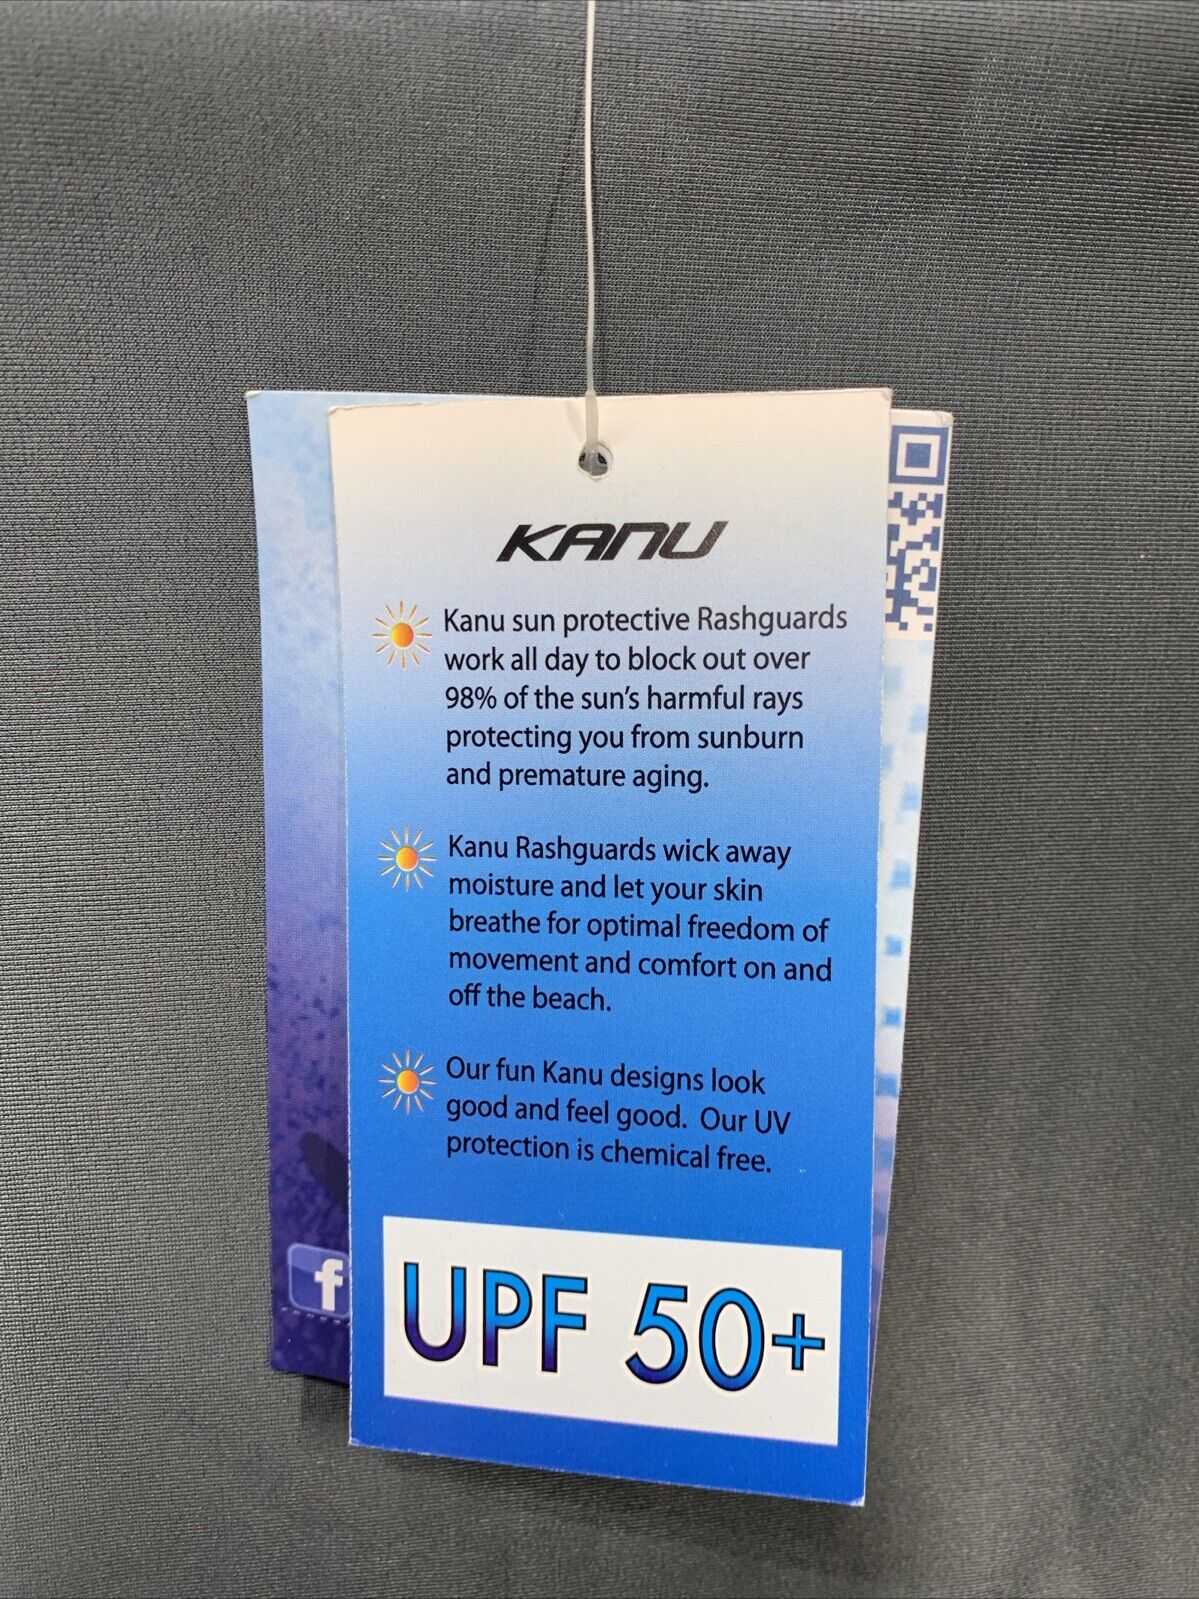 KANU
Kanu sun protective Rashguards
work all day to block out over
98% of the sun's harmful rays
protecting you from sunburn
and premature aging.
Kanu Rashguards wick away
moisture and let your skin
breathe for optimal freedom of
movement and comfort on and
off the beach.
Our fun Kanu designs look
good and feel good. Our UV
protection is chemical free.
f
UPF 50+